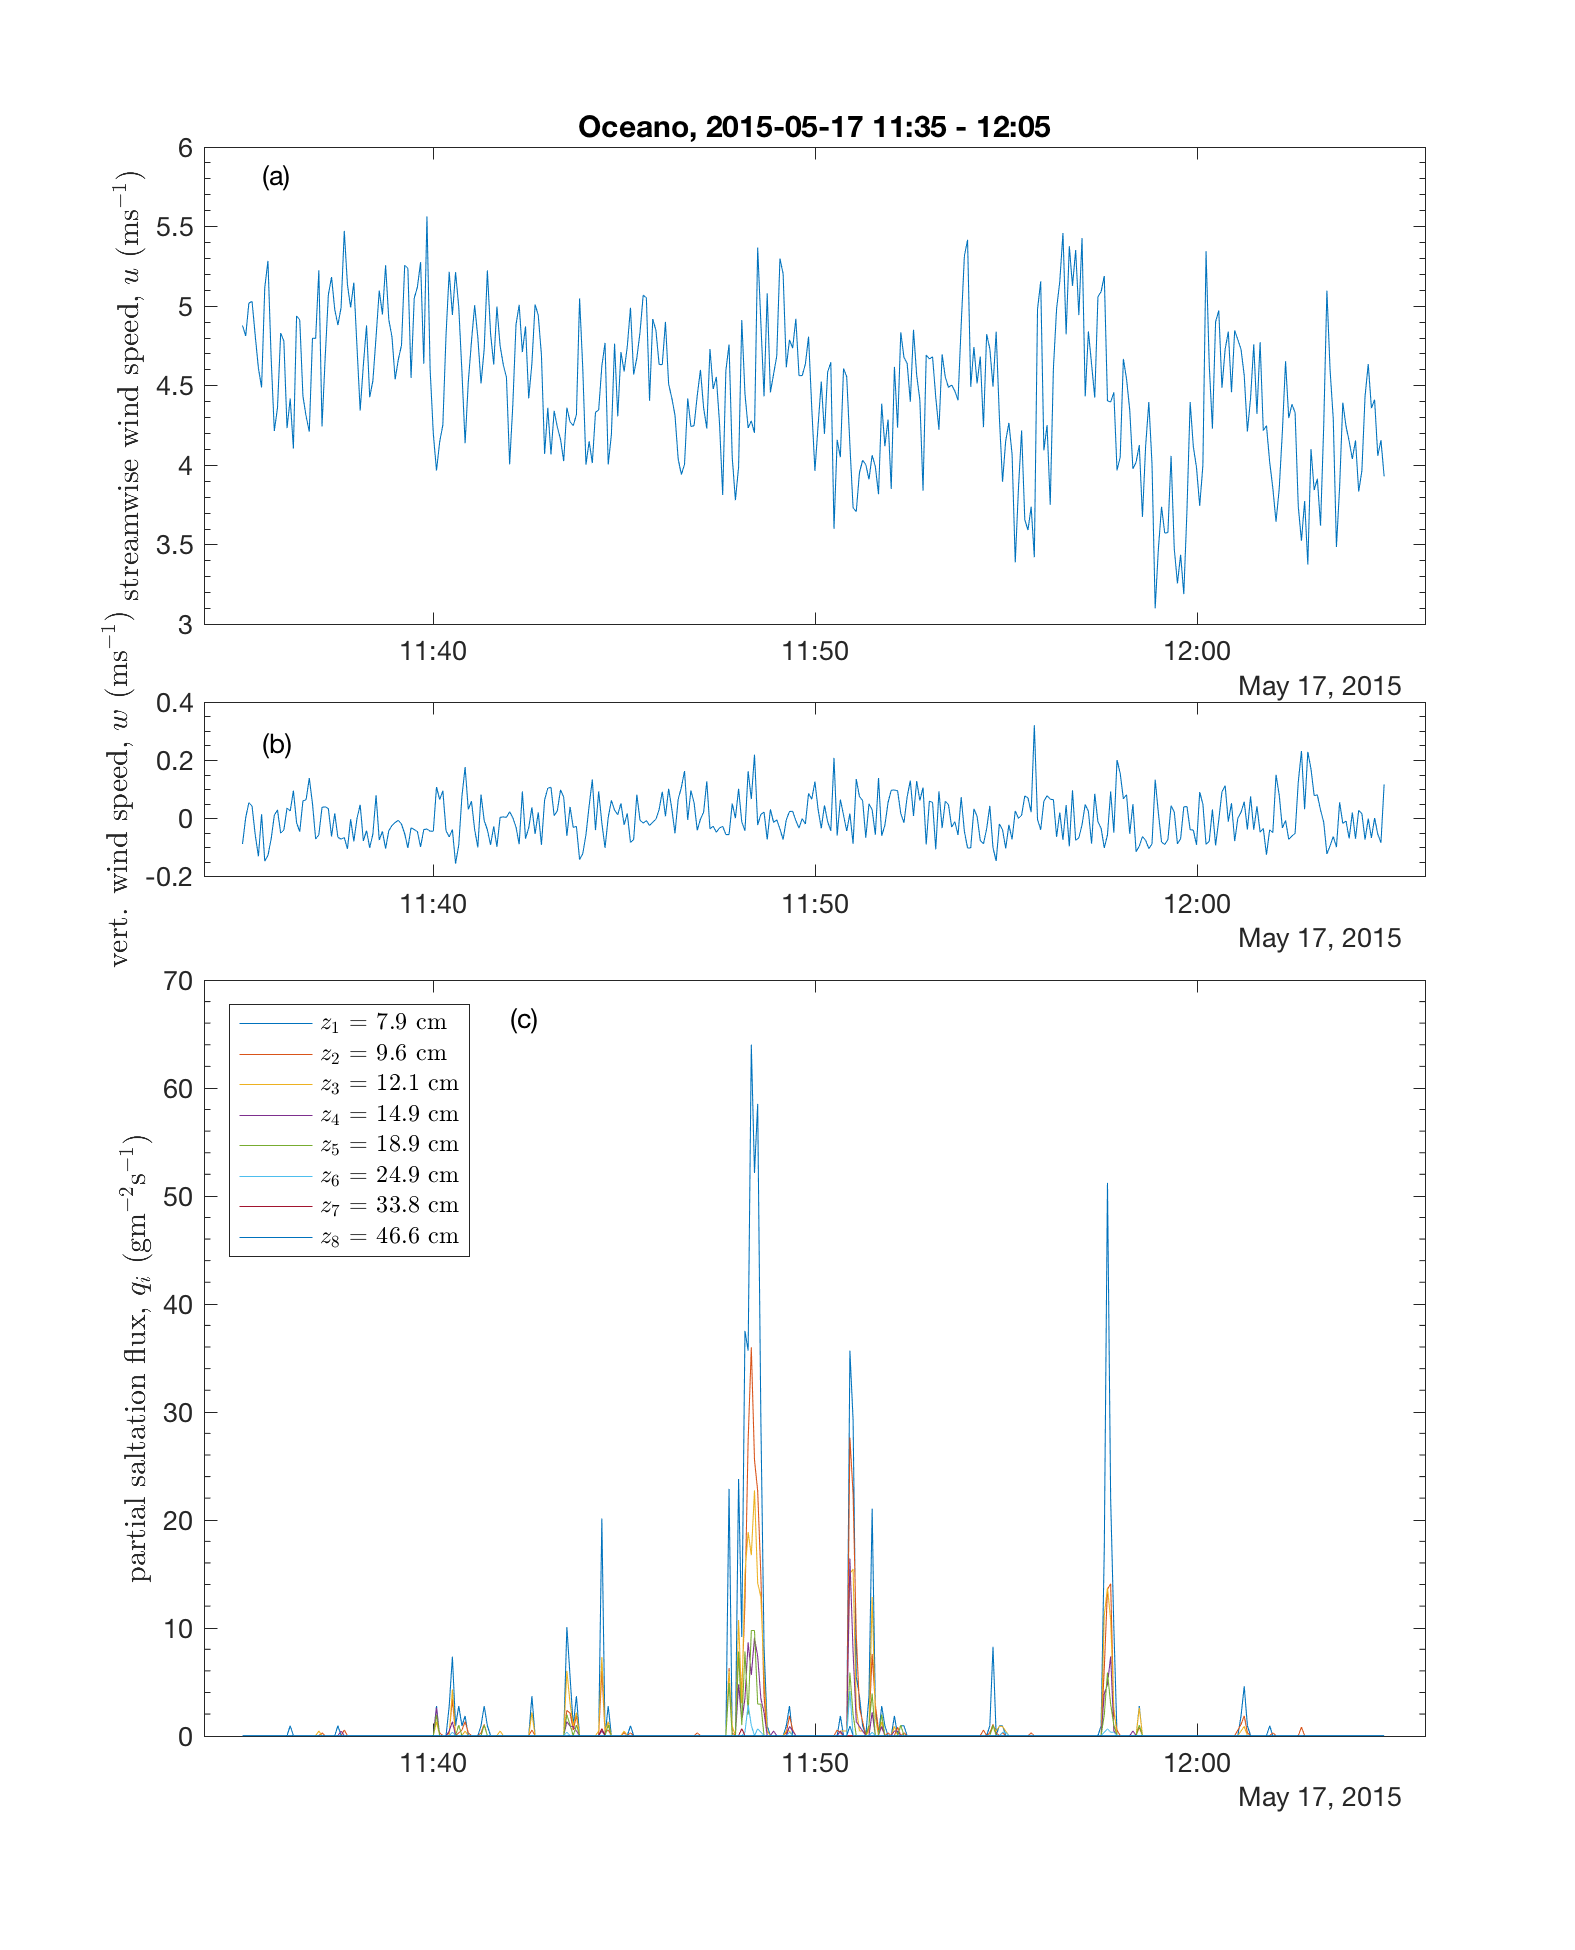 Oceano, 2015-05-17 11:35 - 12:05
(a)
streamwise wind speed, u (ms⁻¹)
6
5.5
5
4.5
4
3.5
3
11:40 11:50 12:00
May 17, 2015
(b)
vert. wind speed, w (ms⁻¹)
0.4
0.2
0
-0.2
11:40 11:50 12:00
May 17, 2015
(c)
partial saltation flux, qᵢ (gm⁻²s⁻¹)
70
60
50
40
30
20
10
0
z₁ = 7.9 cm
z₂ = 9.6 cm
z₃ = 12.1 cm
z₄ = 14.9 cm
z₅ = 18.9 cm
z₆ = 24.9 cm
z₇ = 33.8 cm
z₈ = 46.6 cm
11:40 11:50 12:00
May 17, 2015